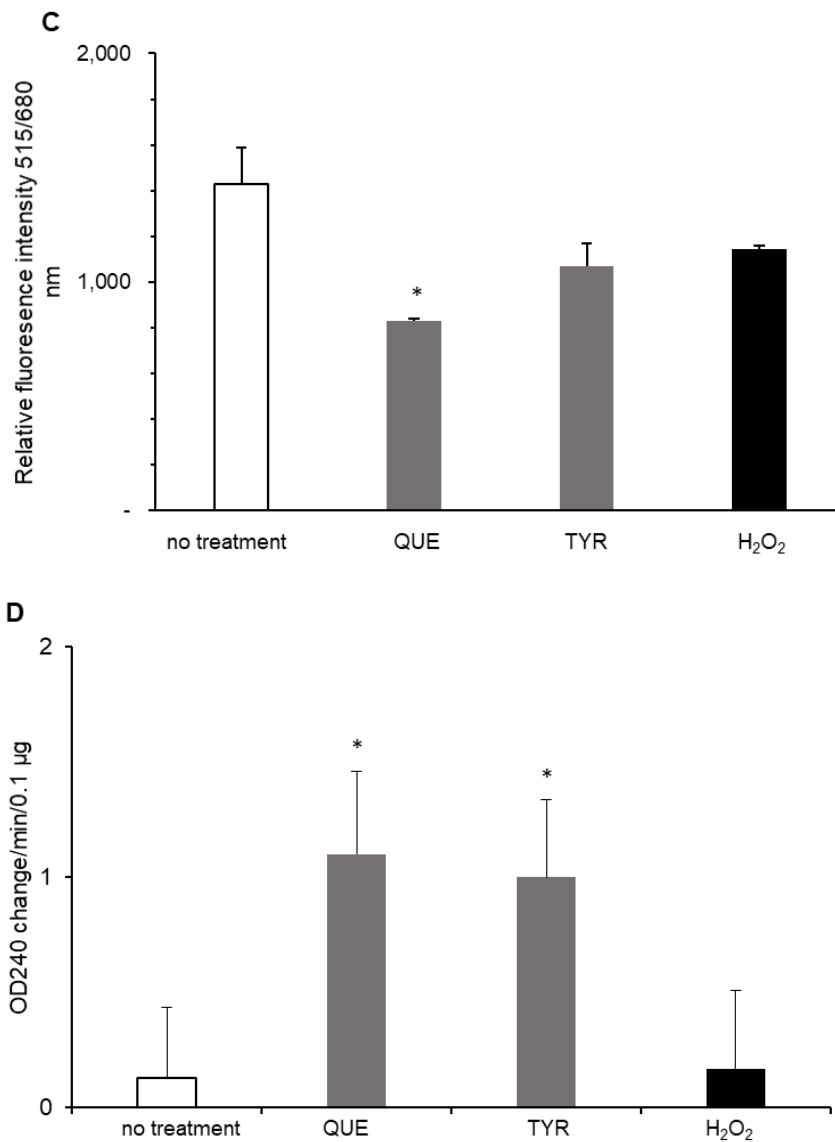 C
2,000
1,000
-
Relative fluoresence intensity 515/680
nm
*
no treatment QUE TYR H₂O₂
D
2
1
0
OD240 change/min/0.1 µg
* *
no treatment QUE TYR H₂O₂